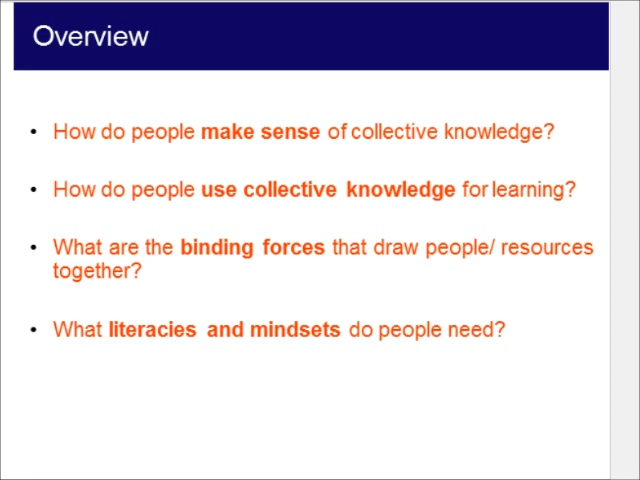 Overview
• How do people make sense of collective knowledge?
• How do people use collective knowledge for learning?
• What are the binding forces that draw people/ resources
together?
• What literacies and mindsets do people need?